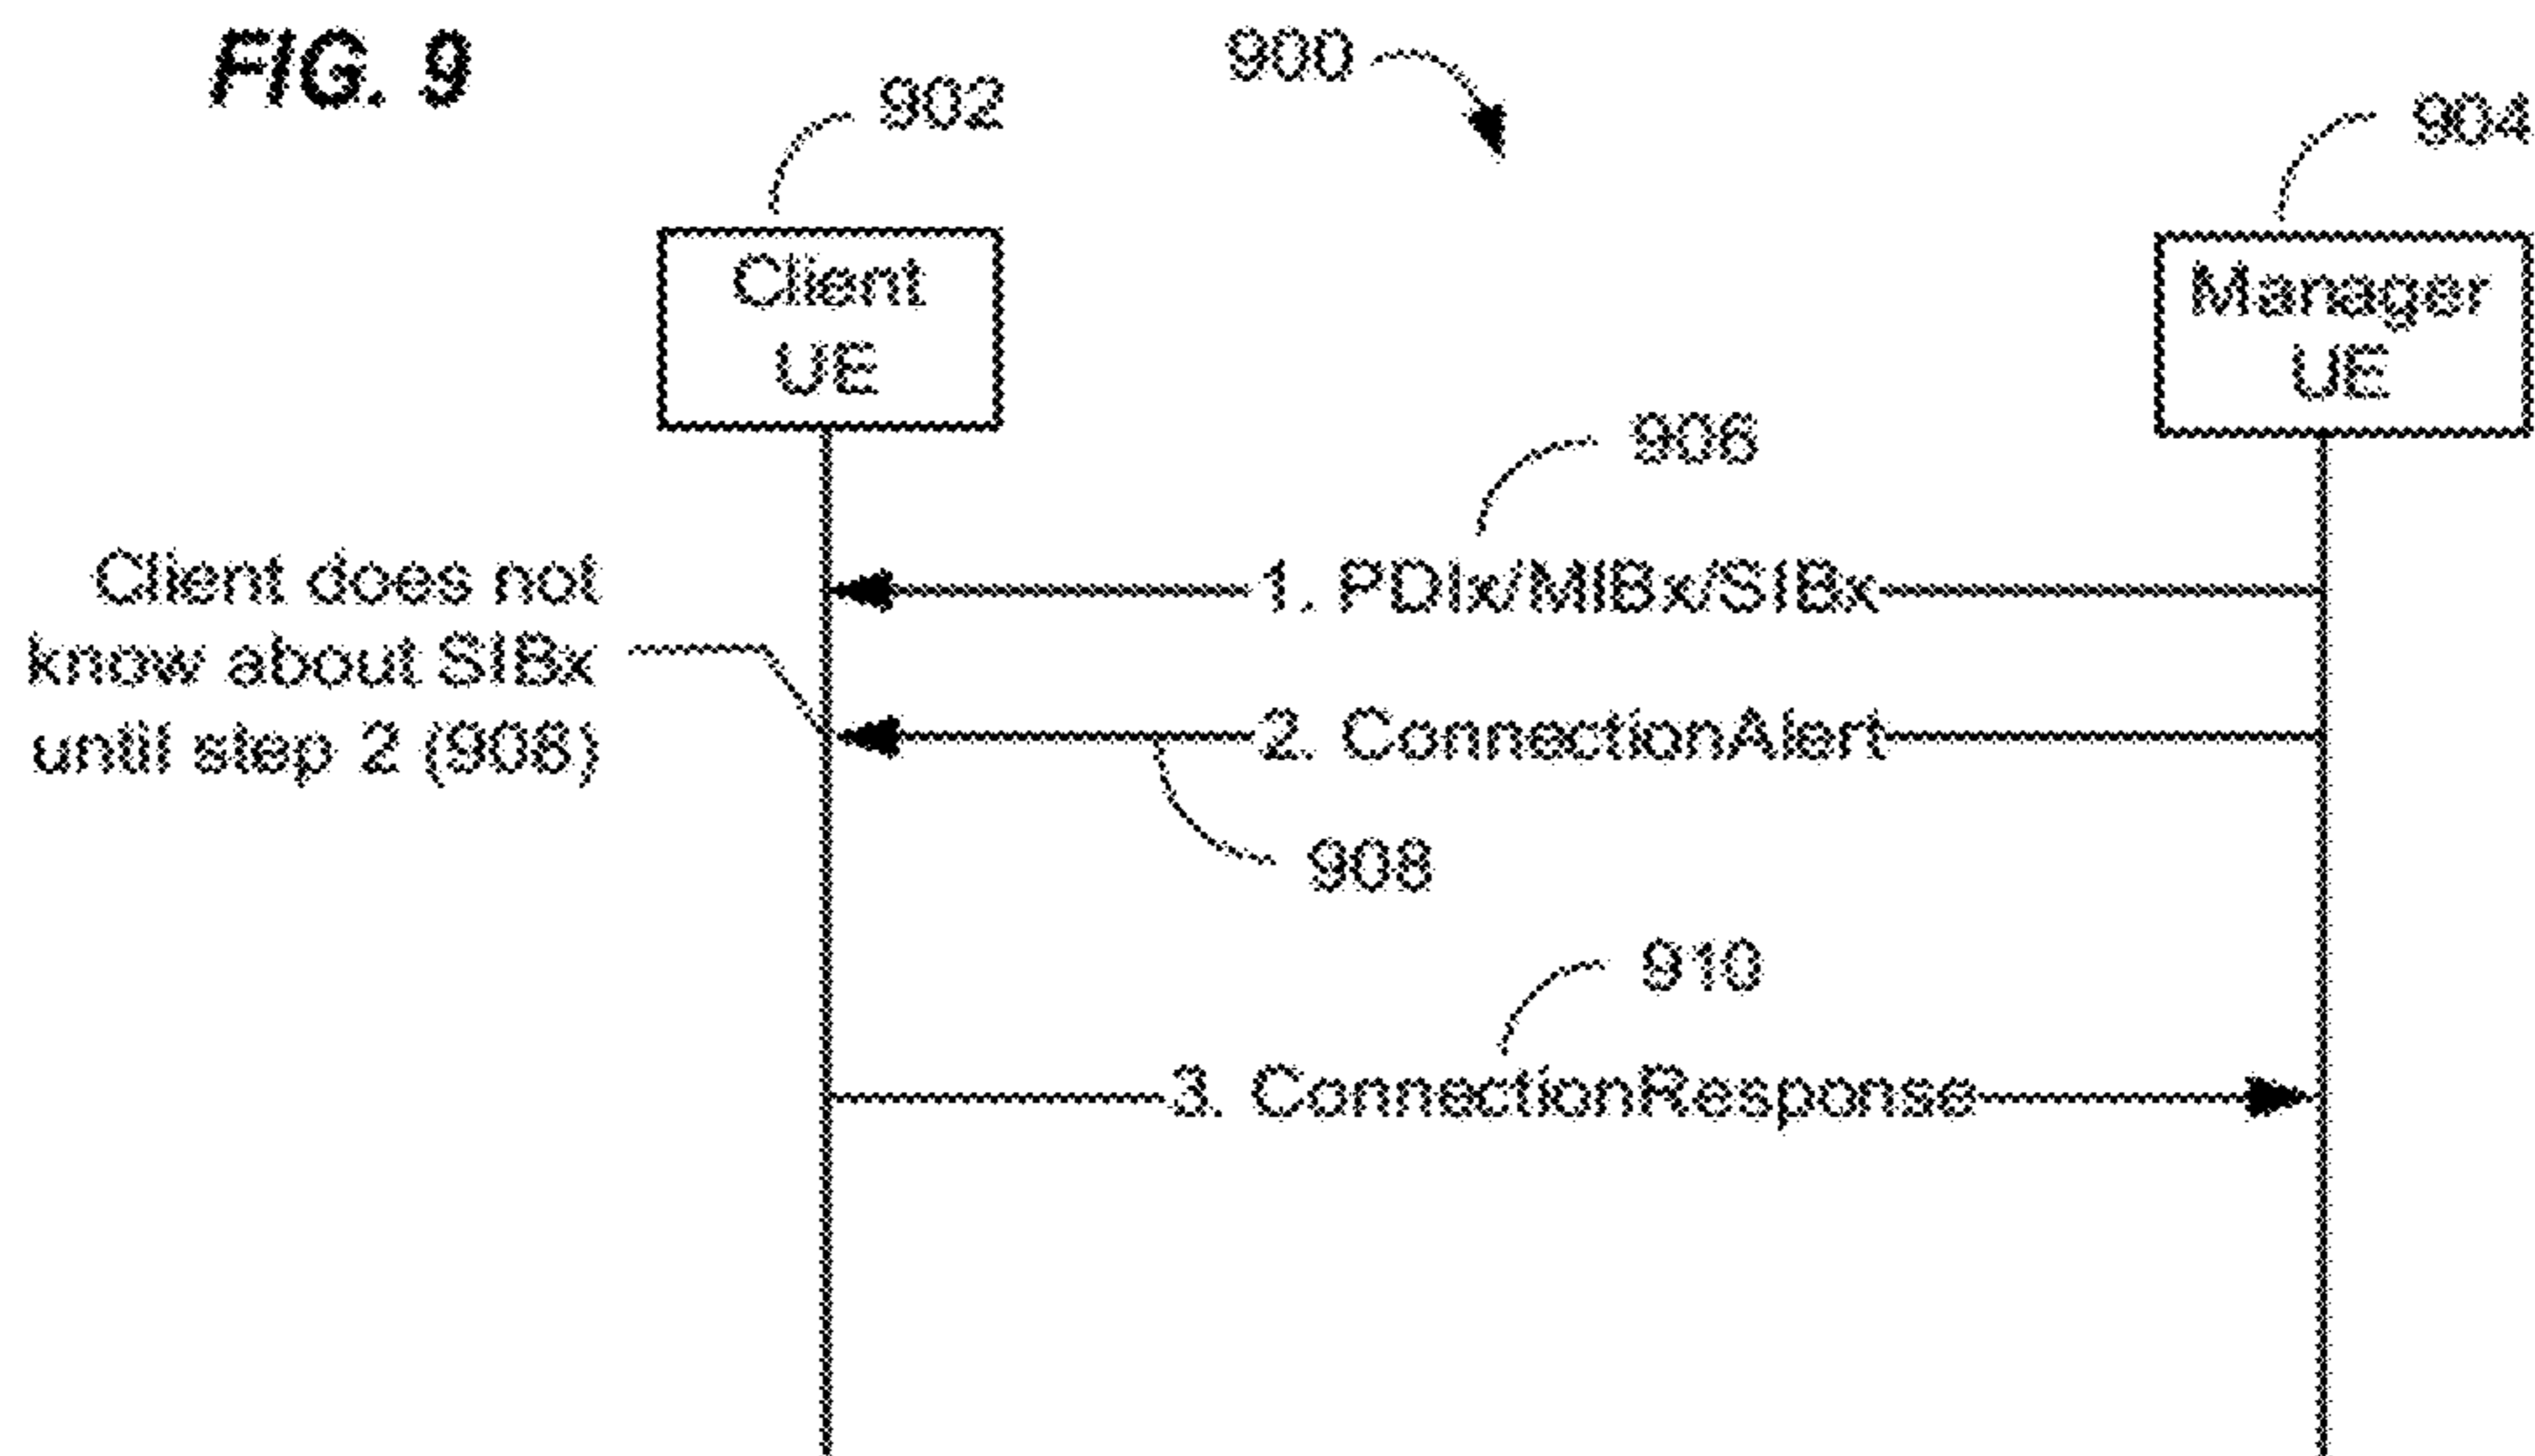 FIG. 9
900
902
904
Client
UE
Manager
UE
906
1. PDIx/MIBx/SIBx
Client does not
know about SIBx
until step 2 (908)
2. ConnectionAlert
908
910
3. ConnectionResponse